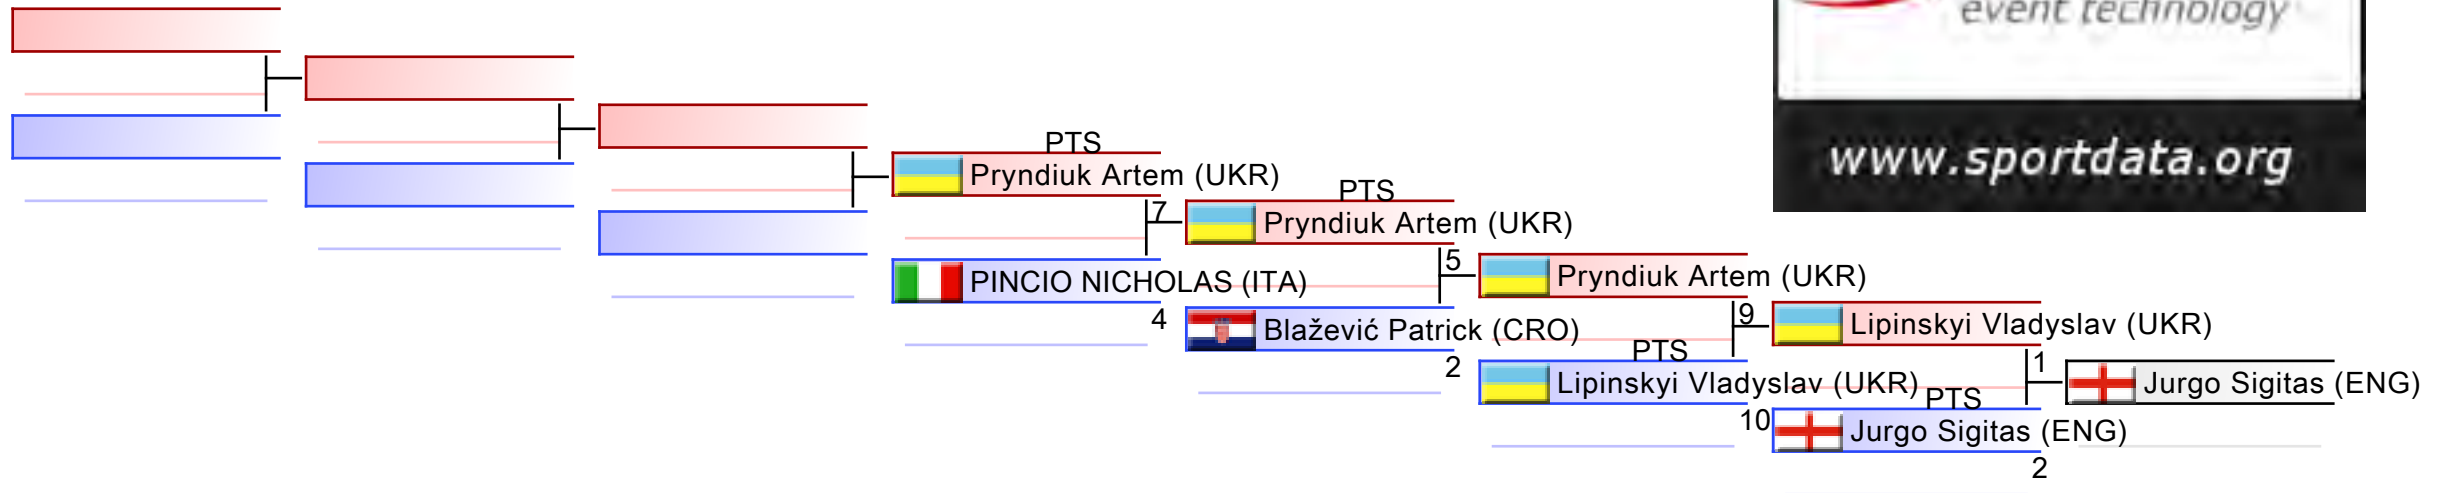 event technology
www.sportdata.org
PTS
Pryndiuk Artem (UKR)
7
PINCIO NICHOLAS (ITA)
4
PTS
Pryndiuk Artem (UKR)
5
Blažević Patrick (CRO)
2
Pryndiuk Artem (UKR)
9
PTS
Lipinskyi Vladyslav (UKR)
10
Lipinskyi Vladyslav (UKR)
1
PTS
Jurgo Sigitas (ENG)
2
Jurgo Sigitas (ENG)